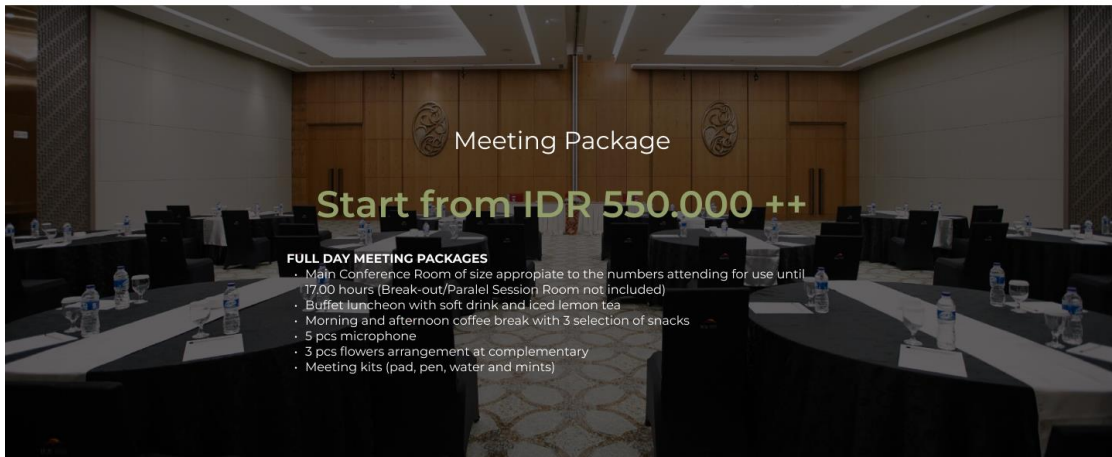 Meeting Package
Start from IDR 550.000 ++
FULL DAY MEETING PACKAGES
• Main Conference Room of size appropiate to the numbers attending for use until
17.00 hours (Break-out/Paralel Session Room not included)
• Buffet luncheon with soft drink and iced lemon tea
• Morning and afternoon coffee break with 3 selection of snacks
• 5 pcs microphone
• 3 pcs flowers arrangement at complementary
• Meeting kits (pad, pen, water and mints)